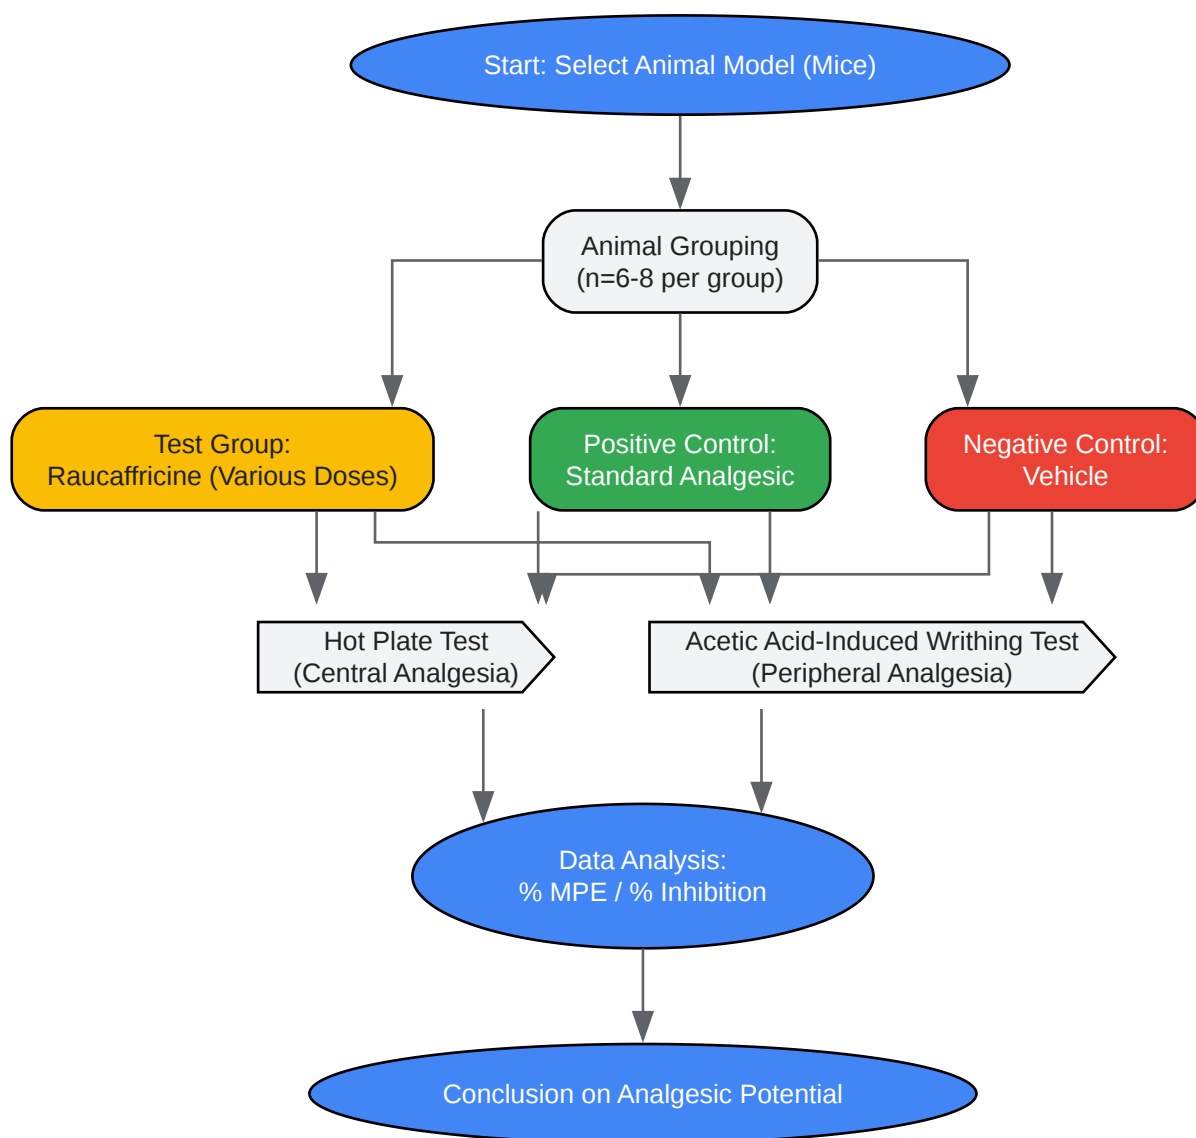 Start: Select Animal Model (Mice)
Animal Grouping
(n=6-8 per group)
Test Group:
Raucaffricine (Various Doses)
Positive Control:
Standard Analgesic
Negative Control:
Vehicle
Hot Plate Test
(Central Analgesia)
Acetic Acid-Induced Writhing Test
(Peripheral Analgesia)
Data Analysis:
% MPE / % Inhibition
Conclusion on Analgesic Potential